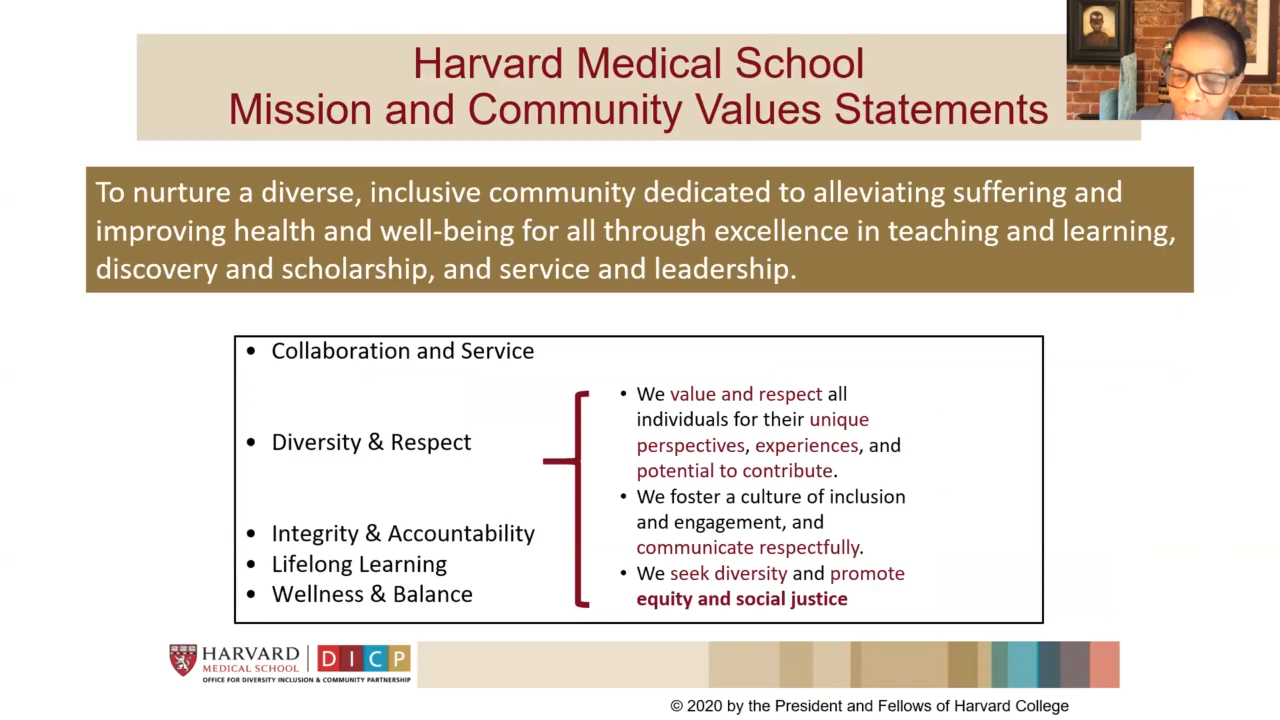 Harvard Medical School
Mission and Community Values Statements
To nurture a diverse, inclusive community dedicated to alleviating suffering and
improving health and well-being for all through excellence in teaching and learning,
discovery and scholarship, and service and leadership.
• Collaboration and Service
• Diversity & Respect
• Integrity & Accountability
• Lifelong Learning
• Wellness & Balance
• We value and respect all
individuals for their unique
perspectives, experiences, and
potential to contribute.
• We foster a culture of inclusion
and engagement, and
communicate respectfully.
• We seek diversity and promote
equity and social justice
HARVARD
MEDICAL SCHOOL
D I C P
OFFICE FOR DIVERSITY INCLUSION & COMMUNITY PARTNERSHIP
© 2020 by the President and Fellows of Harvard College